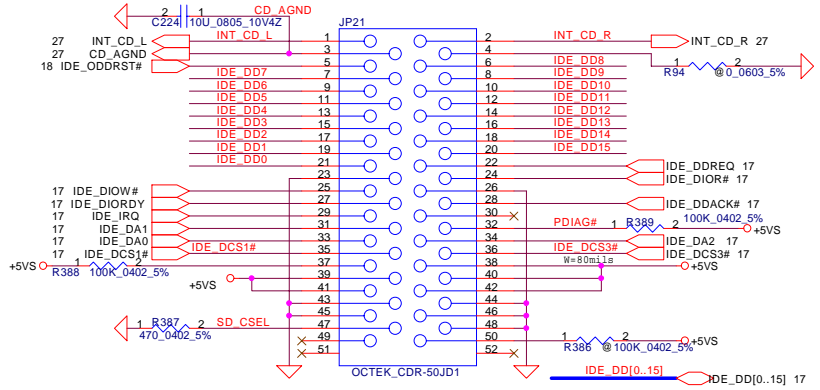 2 1 CD_AGND
C224 10U_0805_10V4Z
JP21
27 INT_CD_L INT_CD_L 1 2 INT_CD_R INT_CD_R 27
27 CD_AGND 3 4
18 IDE_ODDRST# 5 6 IDE_DD8 1 2
R94 @0_0603_5%
IDE_DD7 7 8 IDE_DD9
IDE_DD6 9 10 IDE_DD10
IDE_DD5 11 12 IDE_DD11
IDE_DD4 13 14 IDE_DD12
IDE_DD3 15 16 IDE_DD13
IDE_DD2 17 18 IDE_DD14
IDE_DD1 19 20 IDE_DD15
IDE_DD0 21 22 IDE_DDREQ 17
23 24 IDE_DIOR# 17
17 IDE_DIOW# 25 26
17 IDE_DIORDY 27 28 IDE_DDACK# 17
17 IDE_IRQ 29 30
17 IDE_DA1 31 32 PDIAG# 1 R389 2 100K_0402_5% +5VS
17 IDE_DA0 33 34 IDE_DA2 17
17 IDE_DCS1# IDE_DCS1# 35 36 IDE_DCS3# IDE_DCS3# 17
W=80mils
+5VS 1 2 37 38 +5VS
R388 100K_0402_5%
39 40
+5VS 41 42
43 44
45 46
1 R387 2 SD_CSEL 47 48
470_0402_5%
49 50 1 2 +5VS
R386 @100K_0402_5%
51 52
OCTEK_CDR-50JD1
IDE_DD[0..15] IDE_DD[0..15] 17